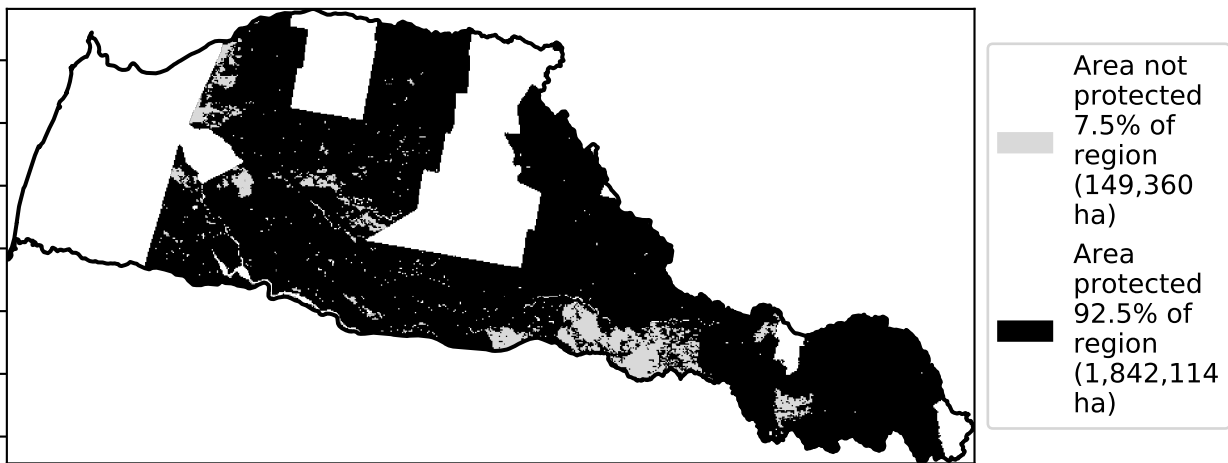 Area not
protected
7.5% of
region
(149,360
ha)
Area
protected
92.5% of
region
(1,842,114
ha)